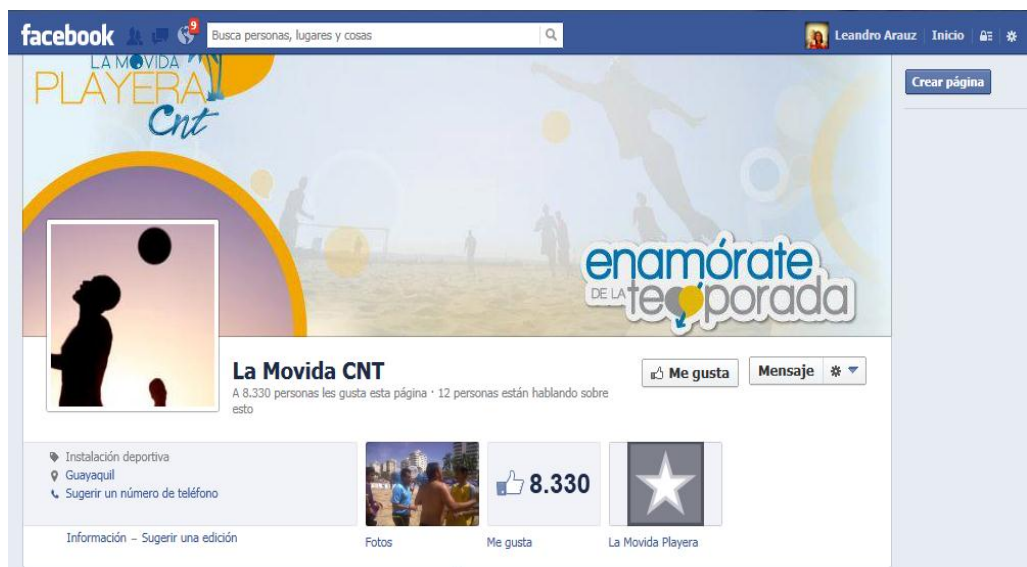 facebook
9
Busca personas, lugares y cosas
Leandro Arauz
Inicio
LA MOVIDA
PLAYERA
Cnt
Crear página
enamórate
DE LA temporada
La Movida CNT
A 8.330 personas les gusta esta página · 12 personas están hablando sobre
esto
Me gusta
Mensaje
Instalación deportiva
Guayaquil
Sugerir un número de teléfono
8.330
Información – Sugerir una edición
Fotos
Me gusta
La Movida Playera